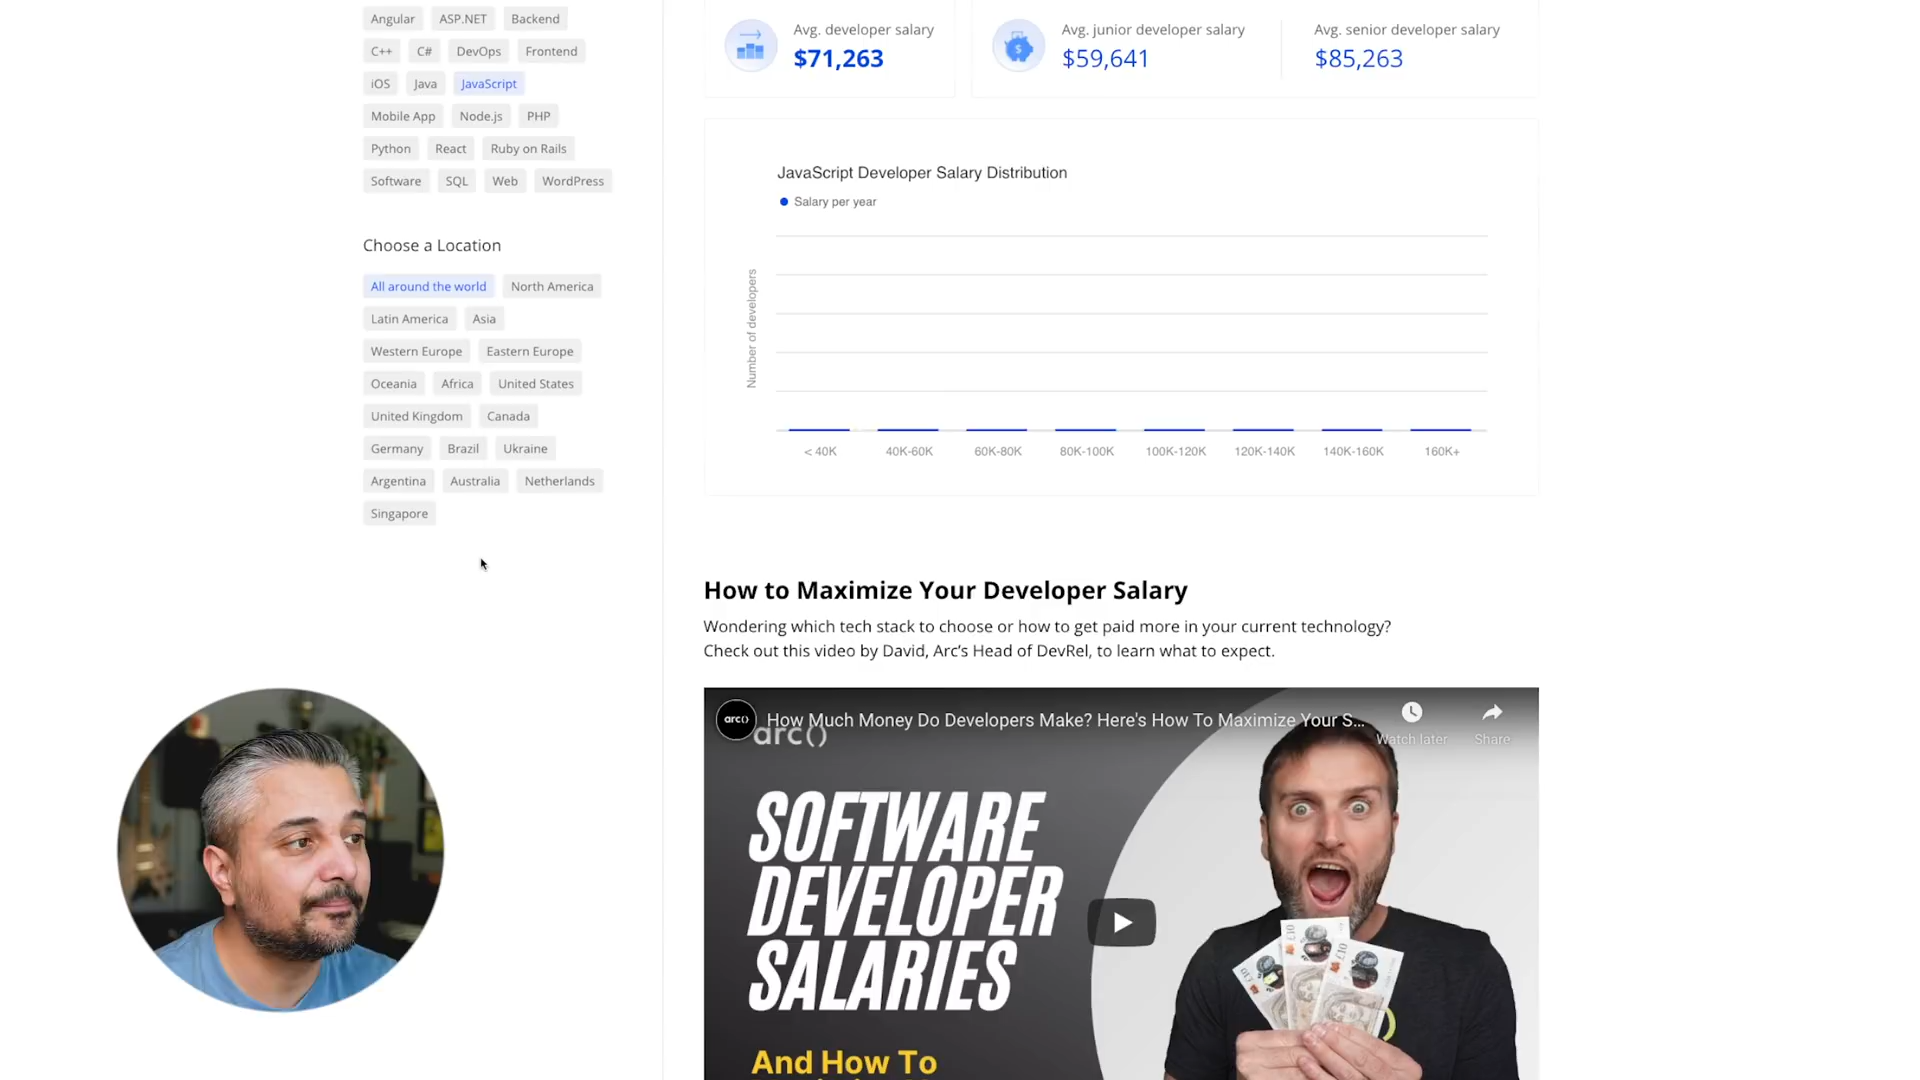 Angular ASP.NET Backend
C++ C# DevOps Frontend
iOS Java JavaScript
Mobile App Node.js PHP
Python React Ruby on Rails
Software SQL Web WordPress
Choose a Location
All around the world North America
Latin America Asia
Western Europe Eastern Europe
Oceania Africa United States
United Kingdom Canada
Germany Brazil Ukraine
Argentina Australia Netherlands
Singapore
Avg. developer salary
$71,263
Avg. junior developer salary
$59,641
Avg. senior developer salary
$85,263
JavaScript Developer Salary Distribution
Salary per year
Number of developers
< 40K 40K-60K 60K-80K 80K-100K 100K-120K 120K-140K 140K-160K 160K+
How to Maximize Your Developer Salary
Wondering which tech stack to choose or how to get paid more in your current technology?
Check out this video by David, Arc's Head of DevRel, to learn what to expect.
arc()
How Much Money Do Developers Make? Here's How To Maximize Your S...
Watch later
Share
arc()
SOFTWARE
DEVELOPER
SALARIES
And How To
£10
£10